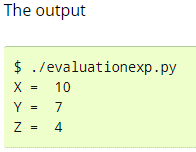 The output
$ ./evaluationexp.py
X =  10
Y =  7
Z =  4